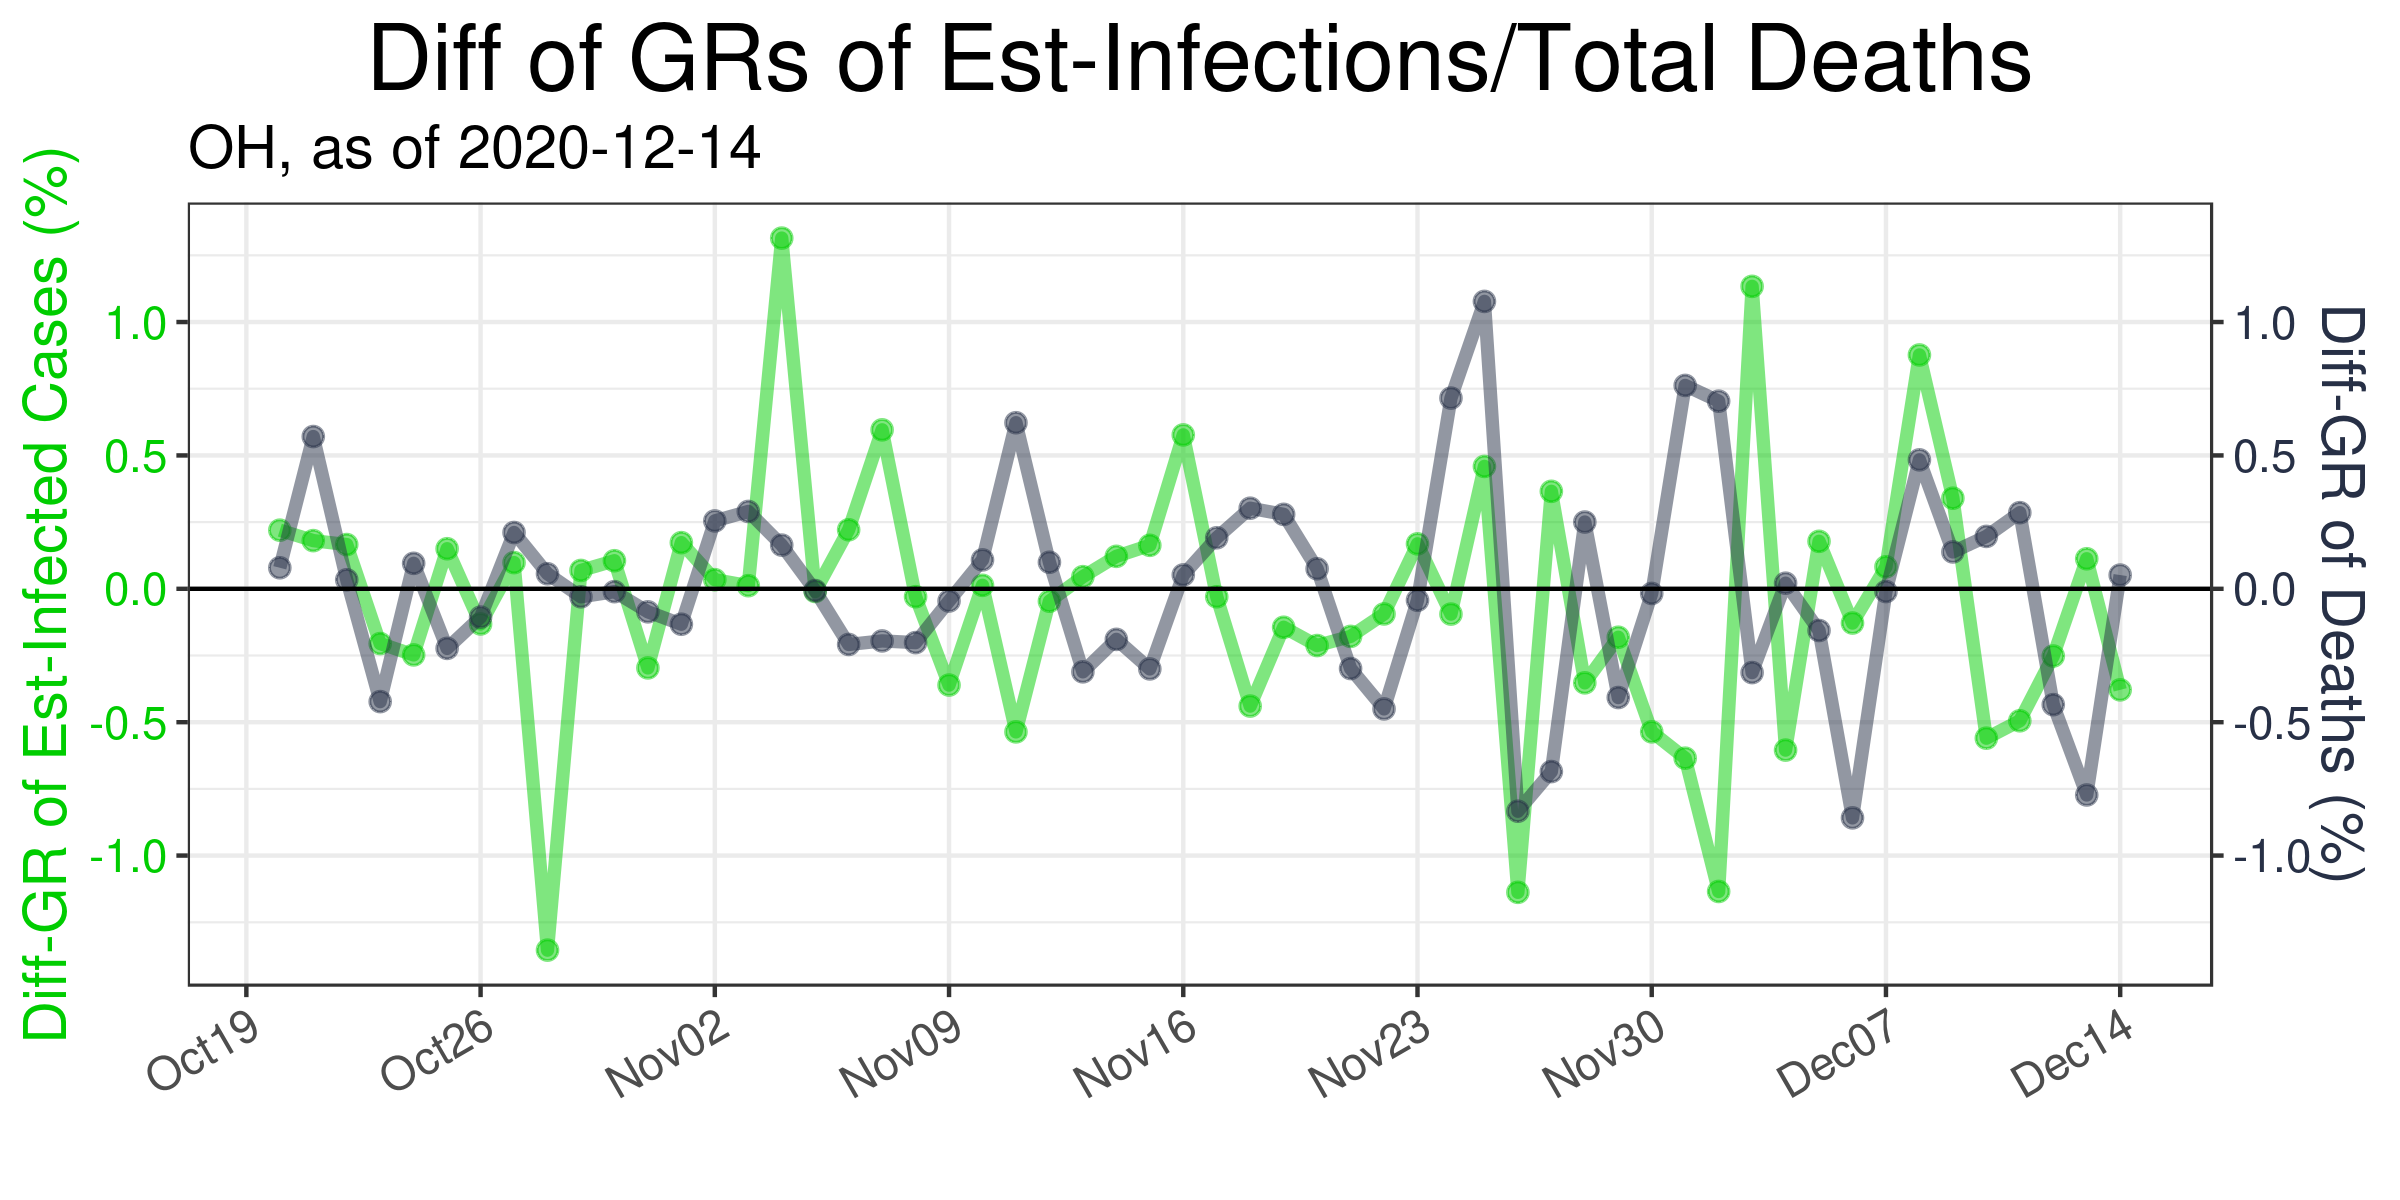 Diff of GRs of Est-Infections/Total Deaths
OH, as of 2020-12-14
Diff-GR of Est-Infected Cases (%)
1.0
0.5
0.0
-0.5
-1.0
1.0
0.5
0.0
-0.5
-1.0
Diff-GR of Deaths (%)
Oct19
Oct26
Nov02
Nov09
Nov16
Nov23
Nov30
Dec07
Dec14